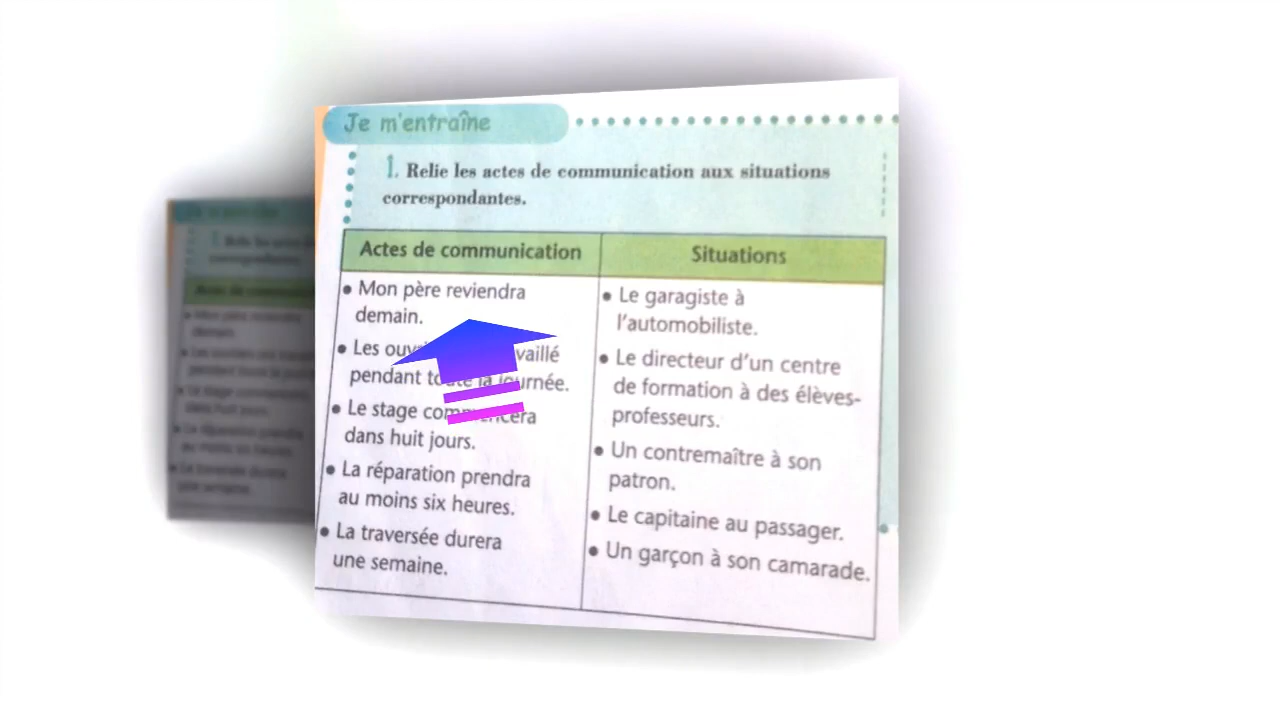 Je m'entraîne
1. Relie les actes de communication aux situations
correspondantes.
Actes de communication
• Mon père reviendra
demain.
• Les vaillé
pendant toute la journée.
• Le stage commencera
dans huit jours.
• La réparation prendra
au moins six heures.
• La traversée durera
une semaine.
Situations
• Le garagiste à
l'automobiliste.
• Le directeur d'un centre
de formation à des élèves-
professeurs.
• Un contremaître à son
patron.
• Le capitaine au passager.
• Un garçon à son camarade.